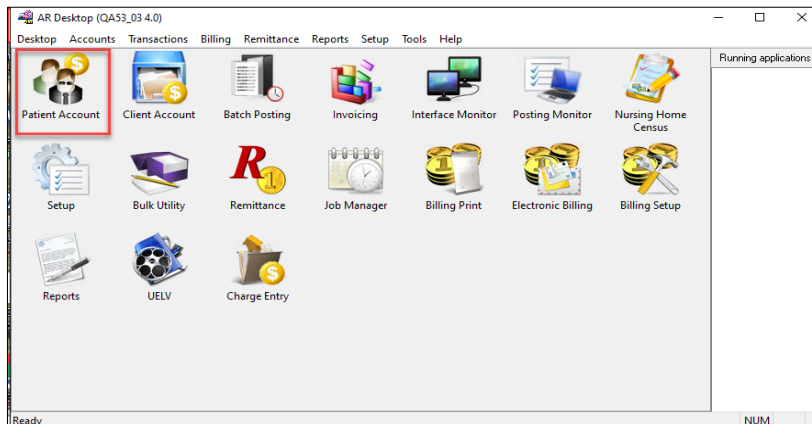 AR Desktop (QA53_03 4.0)
Desktop Accounts Transactions Billing Remittance Reports Setup Tools Help
Running applications
Patient Account Client Account Batch Posting Invoicing Interface Monitor Posting Monitor Nursing Home
Census
Setup Bulk Utility Remittance Job Manager Billing Print Electronic Billing Billing Setup
Reports UELV Charge Entry
Ready NUM